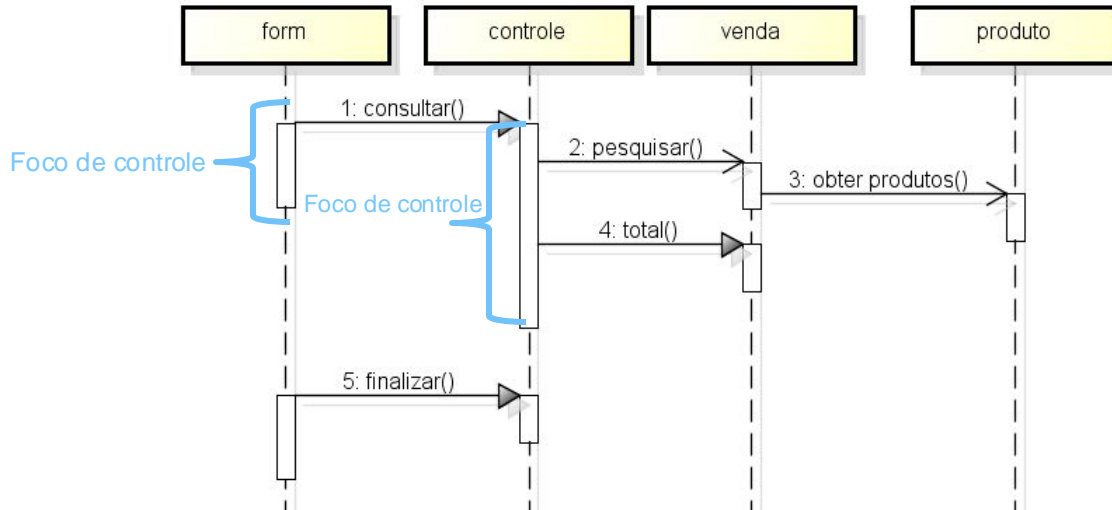 form
controle
venda
produto
1: consultar()
2: pesquisar()
Foco de controle
3: obter produtos()
Foco de controle
4: total()
5: finalizar()